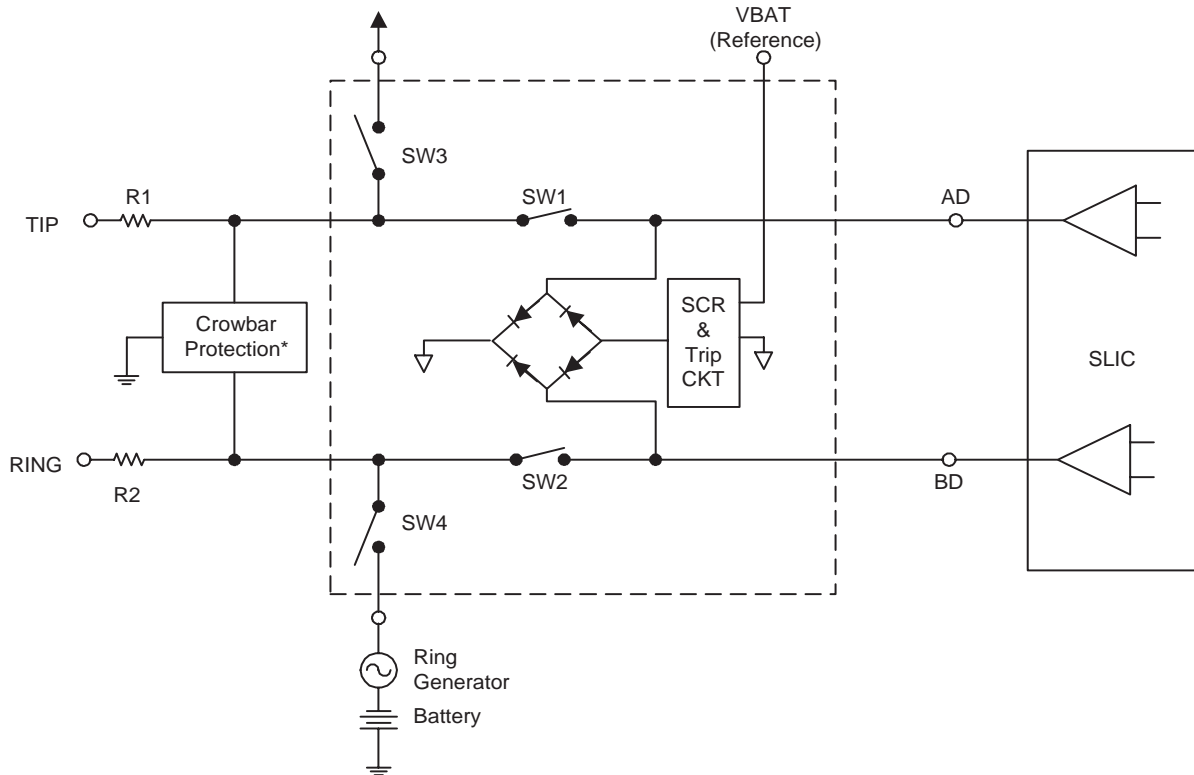 VBAT
(Reference)
SW3
R1
SW1
AD
TIP
SCR
&
Trip
CKT
Crowbar
Protection*
SLIC
RING
R2
SW2
BD
SW4
Ring
Generator
Battery